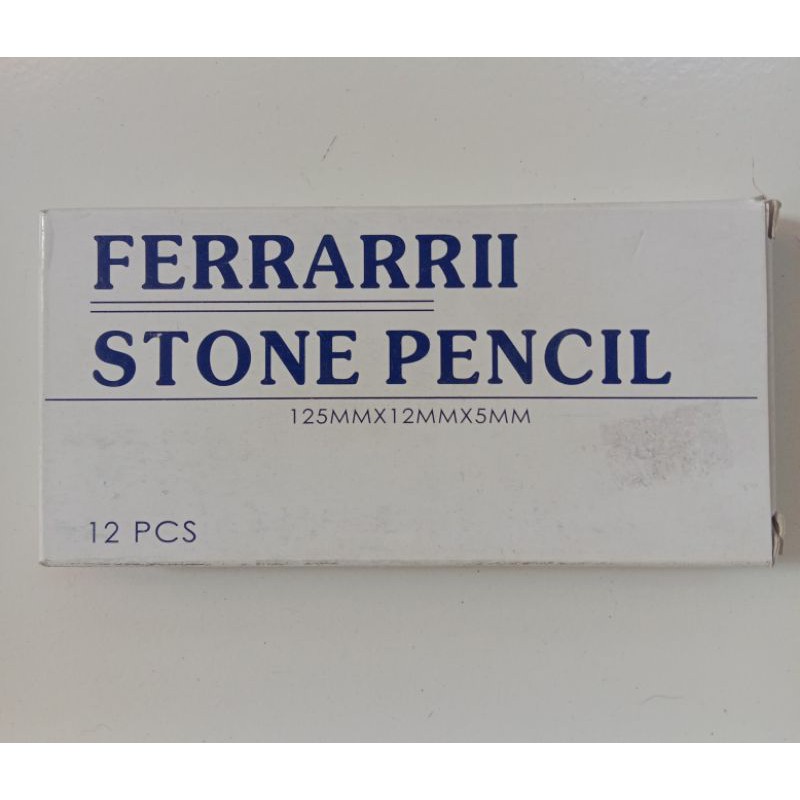 FERRARRII
STONE PENCIL
125MMX12MMX5MM
12 PCS